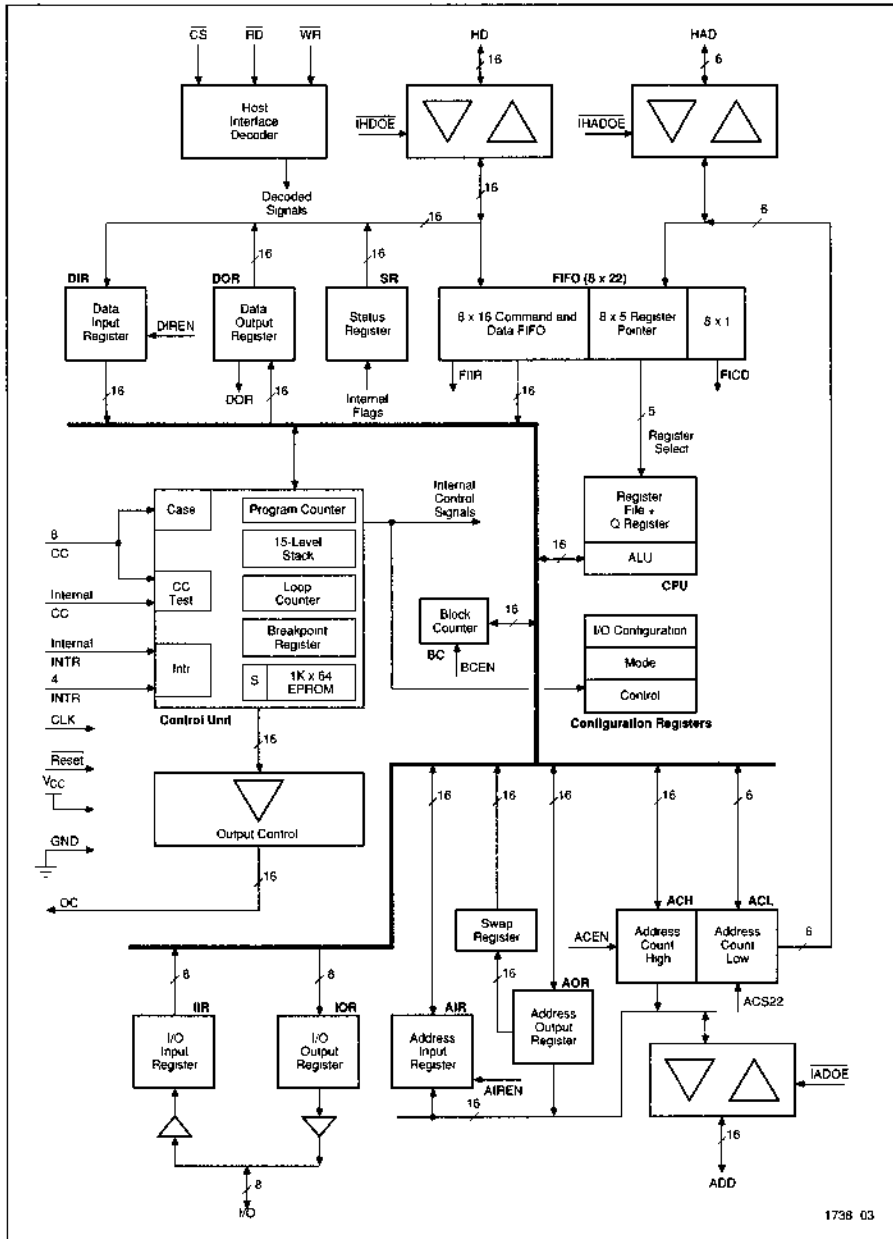 CS RD WR HD HAD
16 6
Host
Interface
Decoder
IHDOE
IHADOE
Decoded
Signals
16
16
6
DIR
16
DOR
16
SR
FIFO (8 x 22)
Data
Input
Register
DIREN
Data
Output
Register
Status
Register
8 x 16 Command and
Data FIFO
8 x 5 Register
Pointer
8 x 1
16
DOR
16
Internal
Flags
FIIR
16
FICD
5
Register
Select
Case
Program Counter
15-Level
Stack
Loop
Counter
Breakpoint
Register
S
1K x 64
EPROM
CC
Test
Intr
Control Unit
8
CC
Internal
CC
Internal
INTR
4
INTR
CLK
Reset
VCC
GND
OC
Internal
Control
Signals
Register
File +
Q Register
ALU
CPU
16
Block
Counter
16
BC
BCEN
I/O Configuration
Mode
Control
Configuration Registers
16
Output Control
16
16
16
16
16
6
Swap
Register
16
ACEN
ACH
ACL
Address
Count
High
Address
Count
Low
6
ACS22
8
8
IIR
IOR
AIR
AOR
I/O
Input
Register
I/O
Output
Register
Address
Input
Register
Address
Output
Register
AIREN
16
IADOE
16
ADD
8
I/O
1738 03